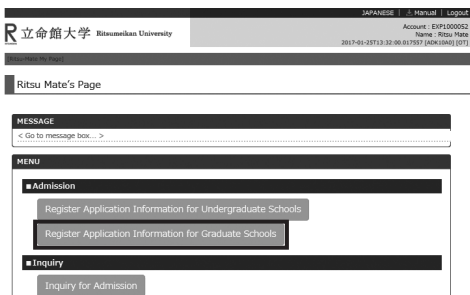 JAPANESE | Manual | Logout
R立命館大学 Ritsumeikan University
Account : EXP1000052
Name : Ritsu Mate
2017-01-25T13:32:00.017557 [ADK10A0] [OT]
[Ritsu-Mate My Page]
Ritsu Mate's Page
MESSAGE
< Go to message box... >
MENU
■Admission
Register Application Information for Undergraduate Schools
Register Application Information for Graduate Schools
■Inquiry
Inquiry for Admission